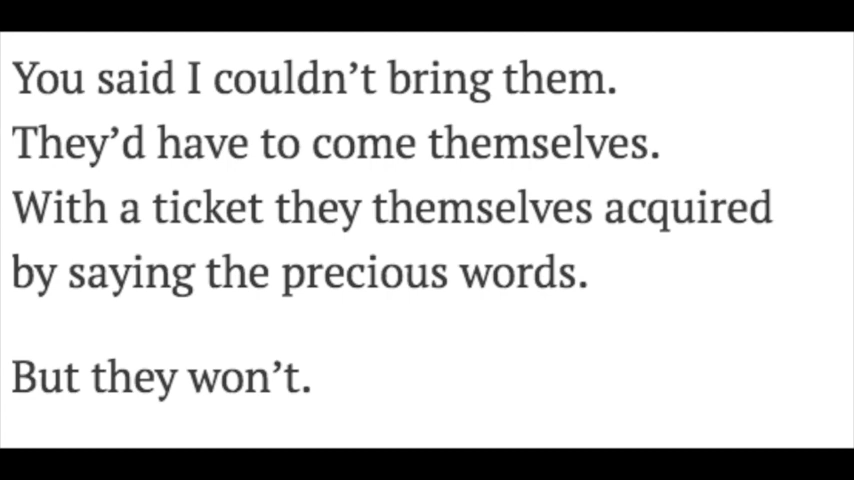 You said I couldn’t bring them.
They’d have to come themselves.
With a ticket they themselves acquired
by saying the precious words.
But they won’t.